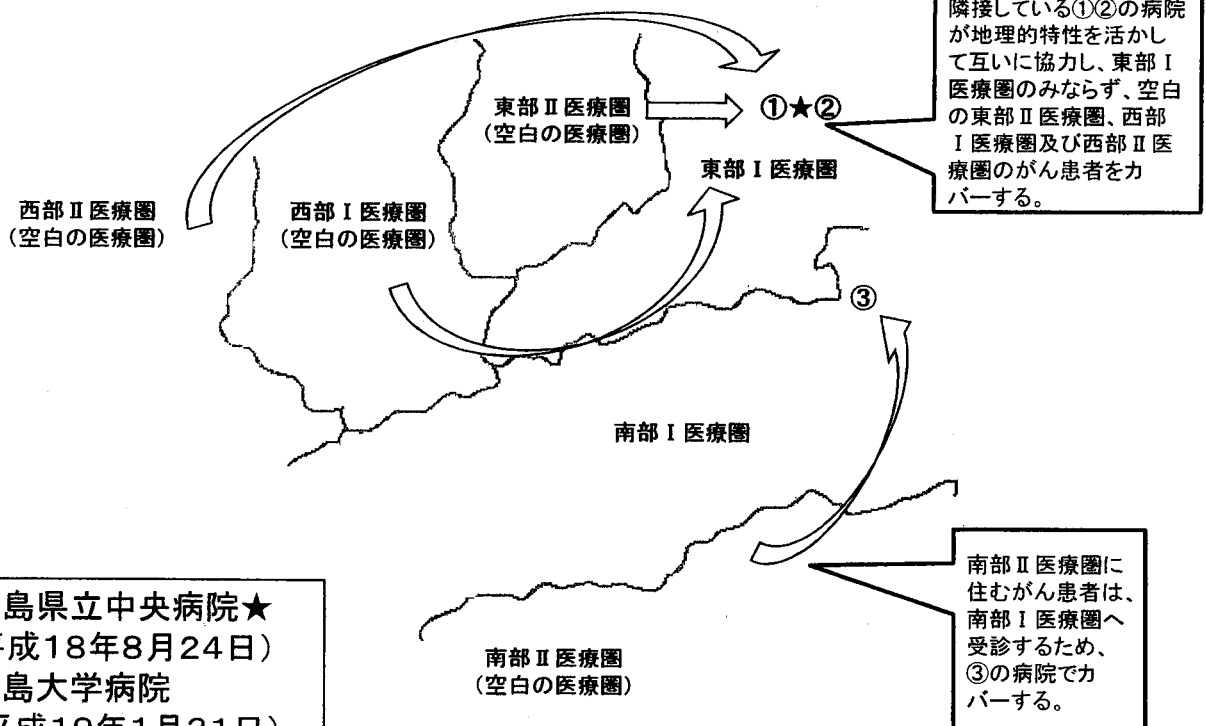 隣接している①②の病院
が地理的特性を活かし
て互いに協力し、東部Ⅰ
医療圏のみならず、空白
の東部Ⅱ医療圏、西部
Ⅰ医療圏及び西部Ⅱ医
療圏のがん患者をカ
バーする。
東部Ⅱ医療圏
(空白の医療圏)
①★②
東部Ⅰ医療圏
西部Ⅱ医療圏
(空白の医療圏)
西部Ⅰ医療圏
(空白の医療圏)
③
南部Ⅰ医療圏
南部Ⅱ医療圏に
住むがん患者は、
南部Ⅰ医療圏へ
受診するため、
③の病院でカ
バーする。
南部Ⅱ医療圏
(空白の医療圏)
島県立中央病院★
成18年8月24日)
島大学病院
成19年1月31日)